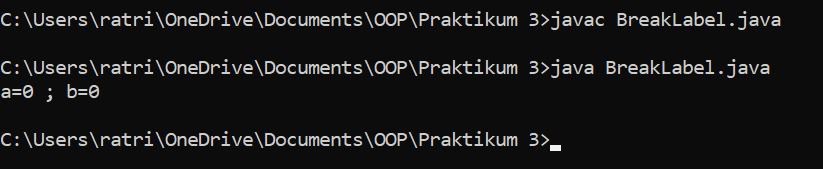 C:\Users\ratri\OneDrive\Documents\OOP\Praktikum 3>javac BreakLabel.java
C:\Users\ratri\OneDrive\Documents\OOP\Praktikum 3>java BreakLabel.java
a=0 ; b=0
C:\Users\ratri\OneDrive\Documents\OOP\Praktikum 3>